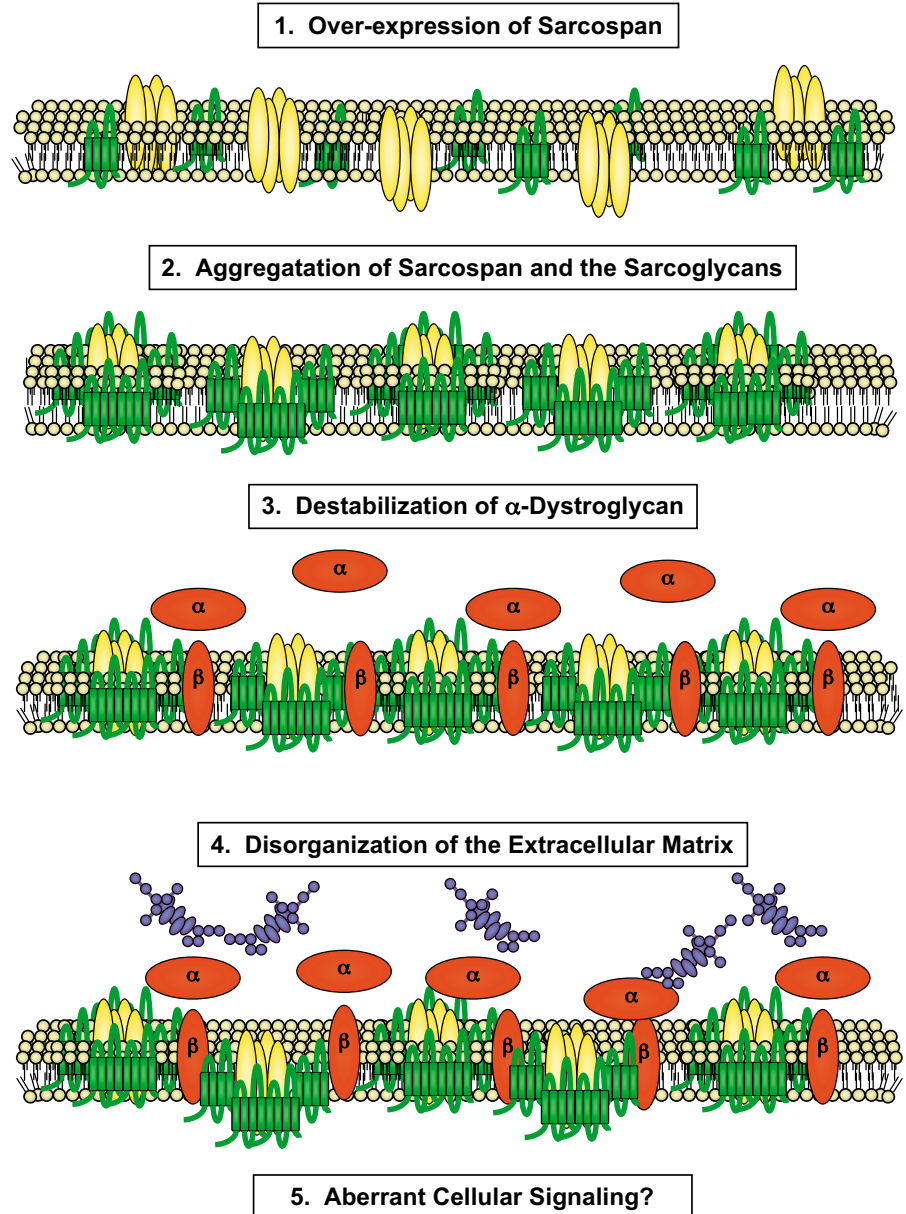 1. Over-expression of Sarcospan
2. Aggregatation of Sarcospan and the Sarcoglycans
3. Destabilization of α-Dystroglycan
α
α
α
α
α
β
β
β
β
β
4. Disorganization of the Extracellular Matrix
α
α
α
α
α
β
β
β
β
β
5. Aberrant Cellular Signaling?